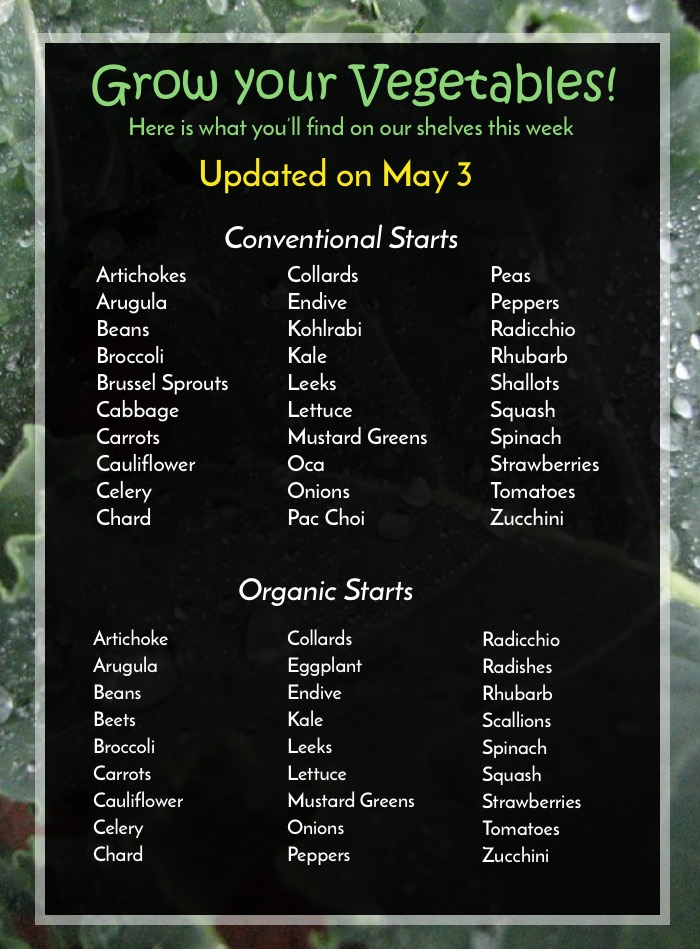 Grow your Vegetables!
Here is what you'll find on our shelves this week
Updated on May 3
Conventional Starts
Artichokes
Arugula
Beans
Broccoli
Brussel Sprouts
Cabbage
Carrots
Cauliflower
Celery
Chard
Collards
Endive
Kohlrabi
Kale
Leeks
Lettuce
Mustard Greens
Oca
Onions
Pac Choi
Peas
Peppers
Radicchio
Rhubarb
Shallots
Squash
Spinach
Strawberries
Tomatoes
Zucchini
Organic Starts
Artichoke
Arugula
Beans
Beets
Broccoli
Carrots
Cauliflower
Celery
Chard
Collards
Eggplant
Endive
Kale
Leeks
Lettuce
Mustard Greens
Onions
Peppers
Radicchio
Radishes
Rhubarb
Scallions
Spinach
Squash
Strawberries
Tomatoes
Zucchini